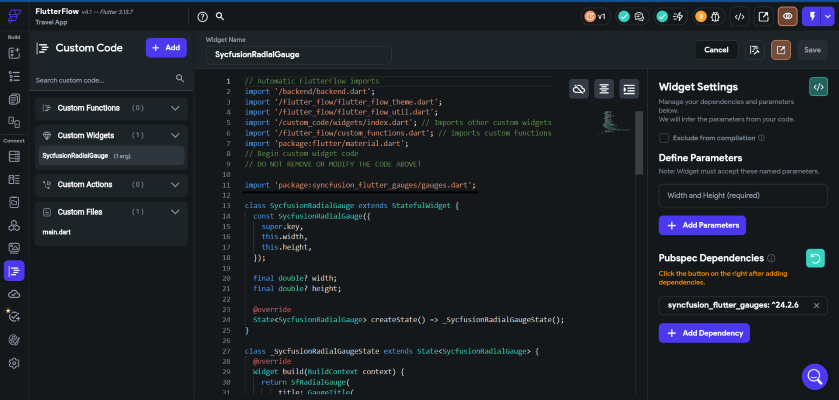 FlutterFlow v4.1 — Flutter 3.13.7
Travel App
v1
3
Build
Connect
Custom Code
+ Add
Search custom code...
Custom Functions (0)
Custom Widgets (1)
SycfusionRadialGauge (1 arg)
Custom Actions (0)
Custom Files (1)
main.dart
Widget Name
SycfusionRadialGauge
Cancel
Save
1 // Automatic FlutterFlow imports
2 import '/backend/backend.dart';
3 import '/flutter_flow/flutter_flow_theme.dart';
4 import '/flutter_flow/flutter_flow_util.dart';
5 import '/custom_code/widgets/index.dart'; // Imports other custom widgets
6 import '/flutter_flow/custom_functions.dart'; // Imports custom functions
7 import 'package:flutter/material.dart';
8 // Begin custom widget code
9 // DO NOT REMOVE OR MODIFY THE CODE ABOVE!
10
11 import 'package:syncfusion_flutter_gauges/gauges.dart';
12
13 class SycfusionRadialGauge extends StatefulWidget {
14 const SycfusionRadialGauge({
15 super.key,
16 this.width,
17 this.height,
18 });
19
20 final double? width;
21 final double? height;
22
23 @override
24 State<SycfusionRadialGauge> createState() => _SycfusionRadialGaugeState();
25 }
26
27 class _SycfusionRadialGaugeState extends State<SycfusionRadialGauge> {
28 @override
29 Widget build(BuildContext context) {
30 return SfRadialGauge(
31 title: GaugeTitle(
Widget Settings
Manage your dependencies and parameters
below.
We will infer the parameters from your code.
Exclude from compilation
Define Parameters
Note: Widget must accept these named parameters.
Width and Height (required)
+ Add Parameters
Pubspec Dependencies
Click the button on the right after adding
dependencies.
syncfusion_flutter_gauges: ^24.2.6
+ Add Dependency